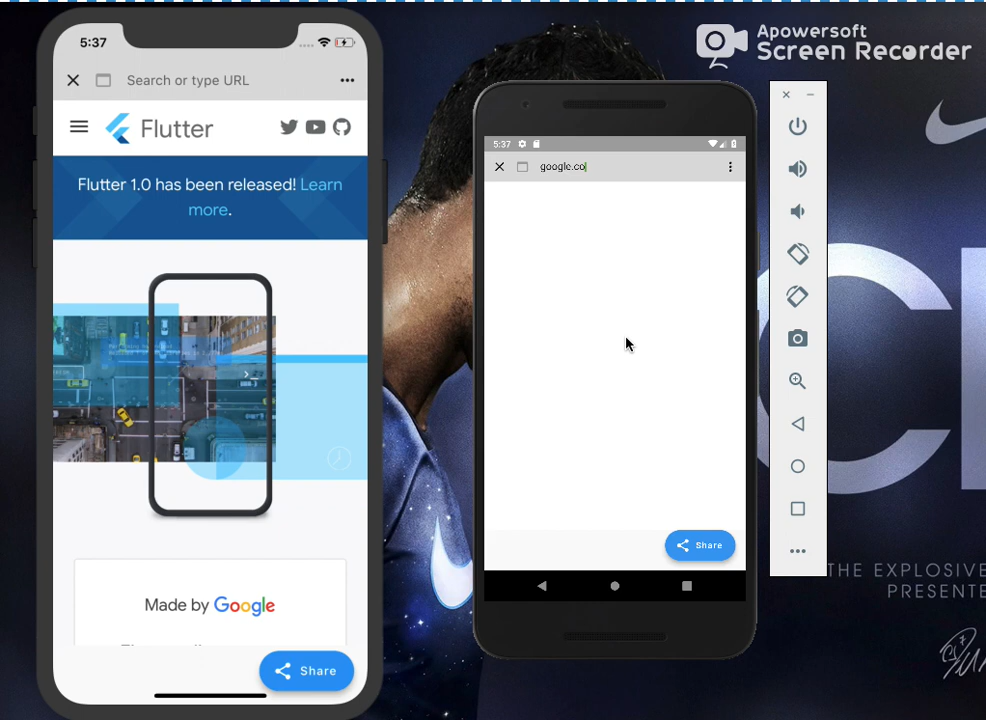 5:37
Search or type URL
Flutter
Flutter 1.0 has been released! Learn
more.
Made by Google
Share
5:37
google.co
Share
Apowersoft
Screen Recorder
CR
THE EXPLOSIVE
PRESENTE